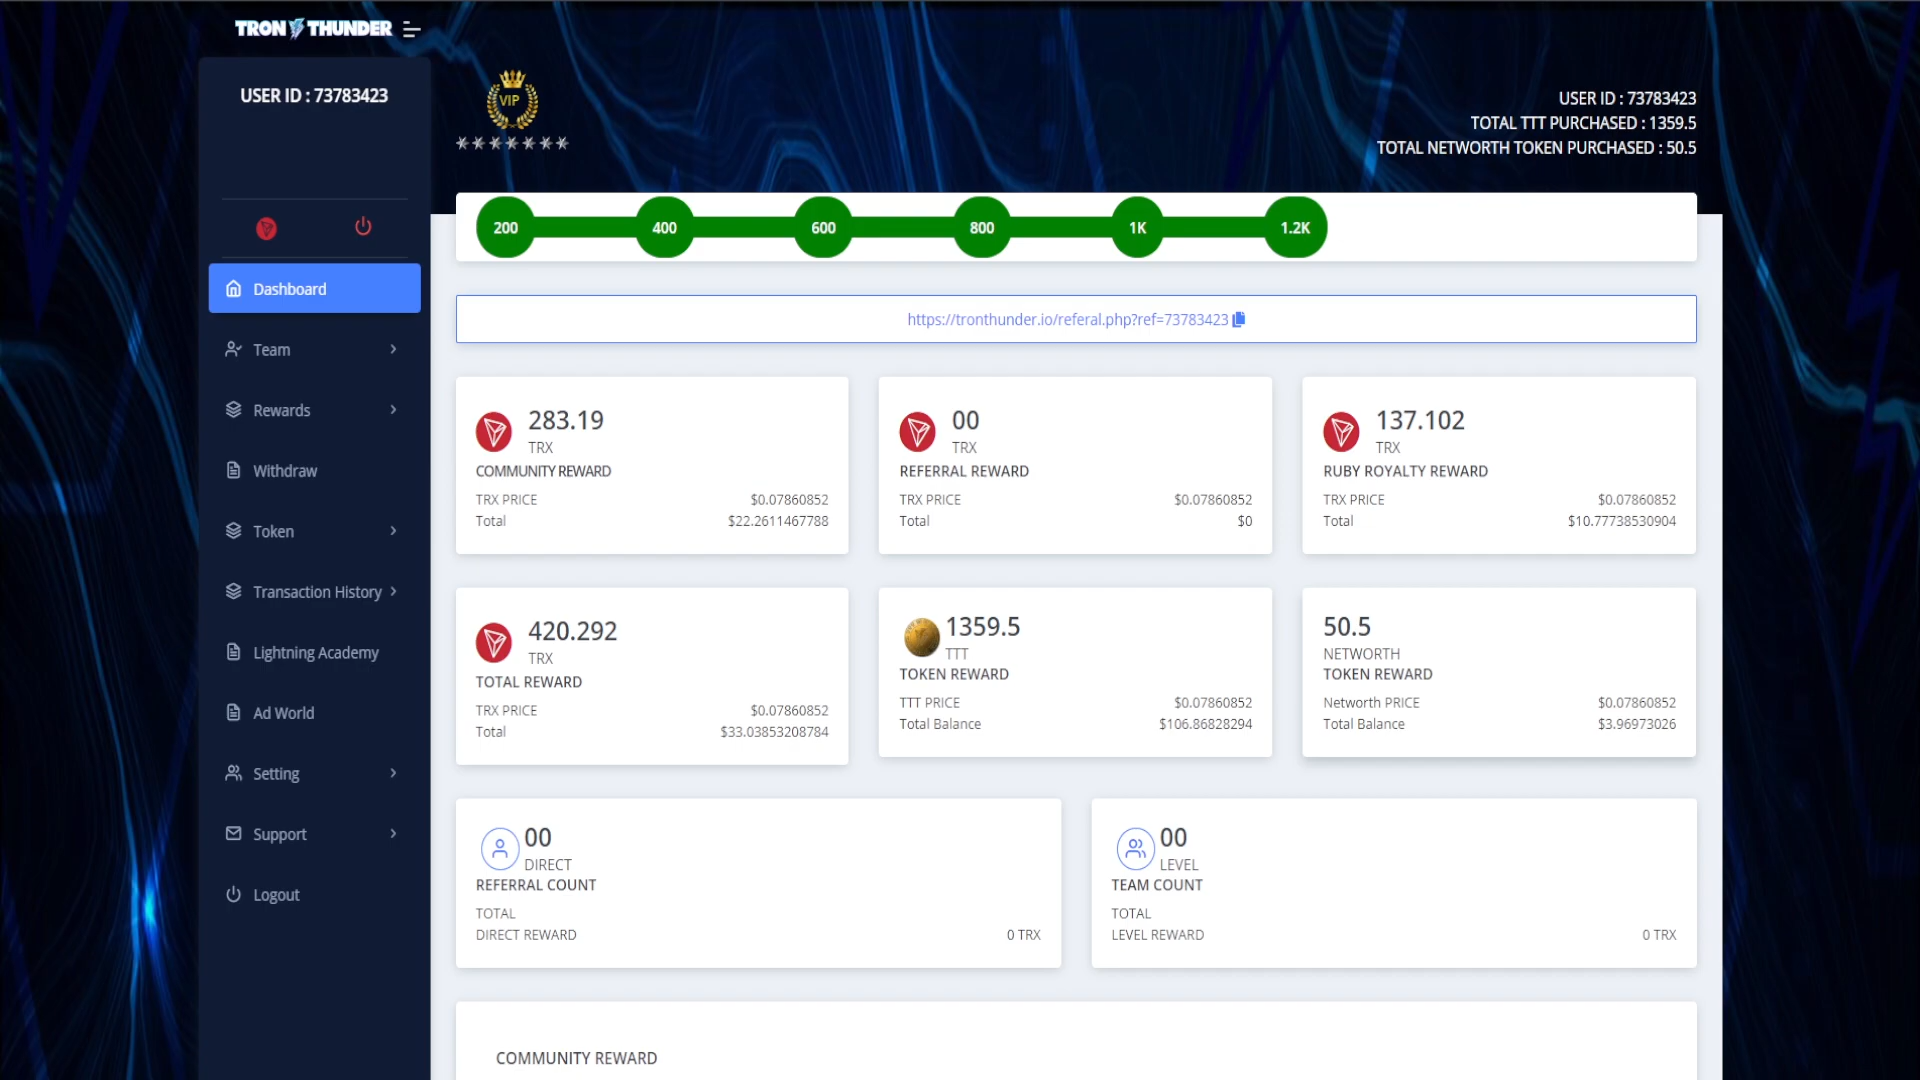 TRON THUNDER
USER ID : 73783423
Dashboard
Team
Rewards
Withdraw
Token
Transaction History
Lightning Academy
Ad World
Setting
Support
Logout
VIP
USER ID : 73783423
TOTAL TTT PURCHASED : 1359.5
TOTAL NETWORTH TOKEN PURCHASED : 50.5
200 400 600 800 1K 1.2K
https://tronthunder.io/referal.php?ref=73783423
283.19
TRX
COMMUNITY REWARD
TRX PRICE $0.07860852
Total $22.2611467788
00
TRX
REFERRAL REWARD
TRX PRICE $0.07860852
Total $0
137.102
TRX
RUBY ROYALTY REWARD
TRX PRICE $0.07860852
Total $10.77738530904
420.292
TRX
TOTAL REWARD
TRX PRICE $0.07860852
Total $33.03853208784
1359.5
TTT
TOKEN REWARD
TTT PRICE $0.07860852
Total Balance $106.86828294
50.5
NETWORTH
TOKEN REWARD
Networth PRICE $0.07860852
Total Balance $3.96973026
00
DIRECT
REFERRAL COUNT
TOTAL
DIRECT REWARD 0 TRX
00
LEVEL
TEAM COUNT
TOTAL
LEVEL REWARD 0 TRX
COMMUNITY REWARD